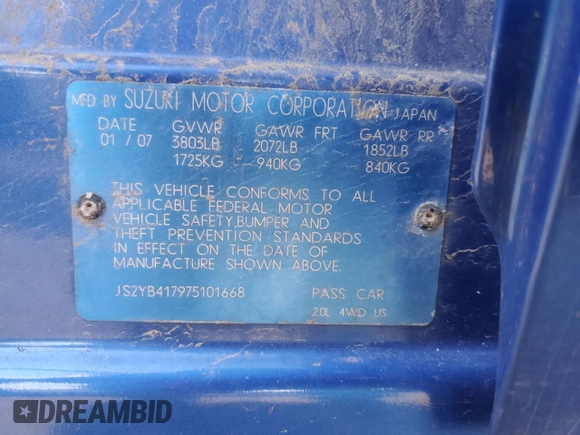 MFD BY SUZUKI MOTOR CORPORATION JAPAN
DATE GVWR GAWR FRT GAWR RR
01 / 07 3803LB 2072LB 1852LB
1725KG 940KG 840KG
THIS VEHICLE CONFORMS TO ALL
APPLICABLE FEDERAL MOTOR
VEHICLE SAFETY,BUMPER AND
THEFT PREVENTION STANDARDS
IN EFFECT ON THE DATE OF
MANUFACTURE SHOWN ABOVE.
JS2YB417975101668 PASS CAR
2.0L 4WD US
DREAMBID